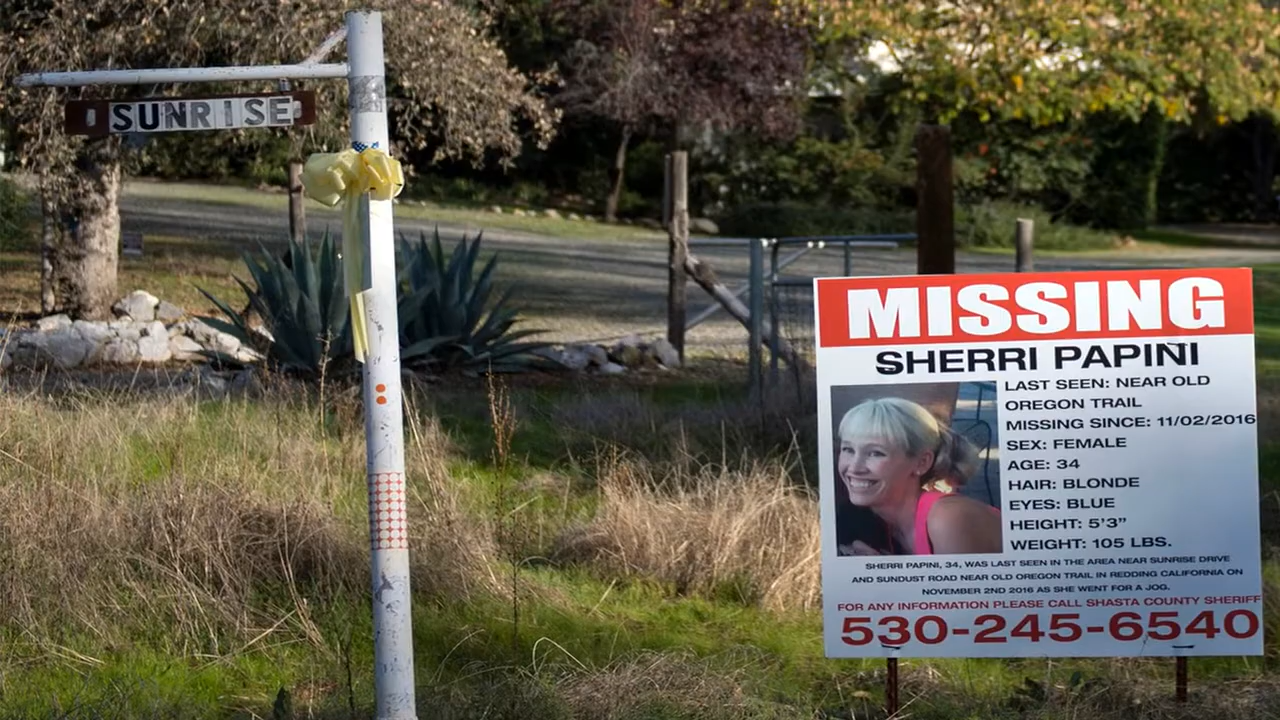 SUNRISE
MISSING
SHERRI PAPINI
LAST SEEN: NEAR OLD
OREGON TRAIL
MISSING SINCE: 11/02/2016
SEX: FEMALE
AGE: 34
HAIR: BLONDE
EYES: BLUE
HEIGHT: 5'3"
WEIGHT: 105 LBS.
SHERRI PAPINI, 34, WAS LAST SEEN IN THE AREA NEAR SUNRISE DRIVE
AND SUNDUST ROAD NEAR OLD OREGON TRAIL IN REDDING CALIFORNIA ON
NOVEMBER 2ND 2016 AS SHE WENT FOR A JOG.
FOR ANY INFORMATION PLEASE CALL SHASTA COUNTY SHERIFF
530-245-6540